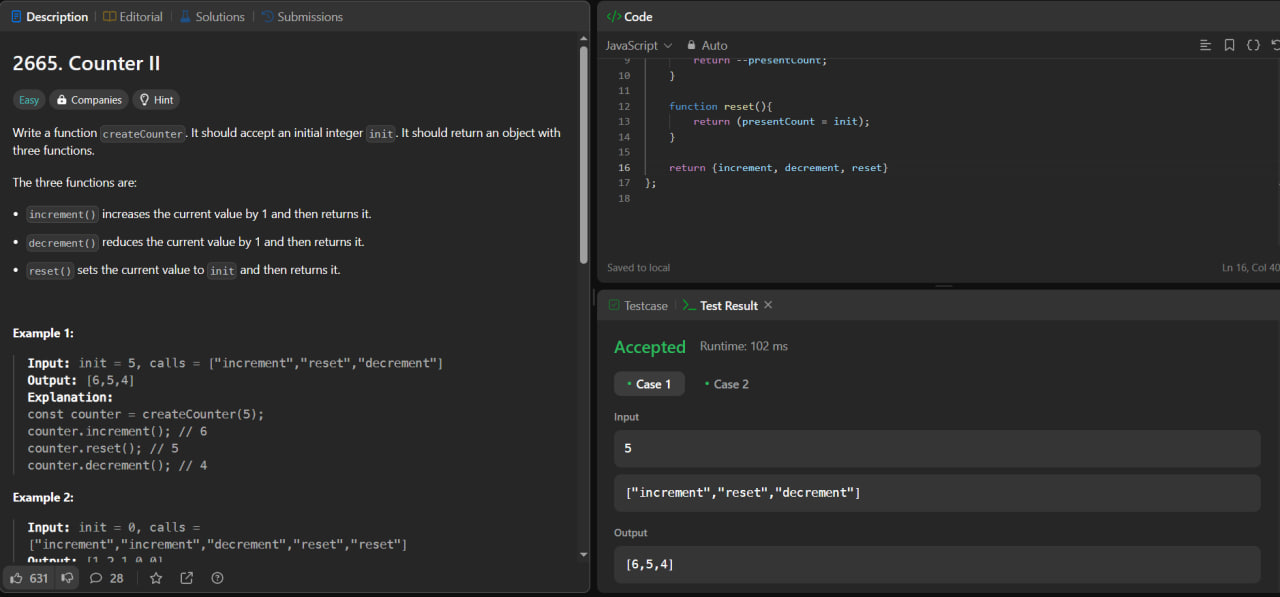 Description
Editorial
Solutions
Submissions
2665. Counter II
Easy
Companies
Hint
Write a function createCounter. It should accept an initial integer init. It should return an object with
three functions.
The three functions are:
• increment() increases the current value by 1 and then returns it.
• decrement() reduces the current value by 1 and then returns it.
• reset() sets the current value to init and then returns it.
Example 1:
Input: init = 5, calls = ["increment","reset","decrement"]
Output: [6,5,4]
Explanation:
const counter = createCounter(5);
counter.increment(); // 6
counter.reset(); // 5
counter.decrement(); // 4
Example 2:
Input: init = 0, calls =
["increment","increment","decrement","reset","reset"]
Output: [1,2,1,0,0]
631
28
</> Code
JavaScript
Auto
9 return --presentCount;
10 }
11
12 function reset(){
13 return (presentCount = init);
14 }
15
16 return {increment, decrement, reset}
17 };
18
Saved to local
Ln 16, Col 40
Testcase
>_ Test Result ×
Accepted
Runtime: 102 ms
• Case 1
• Case 2
Input
5
["increment","reset","decrement"]
Output
[6,5,4]